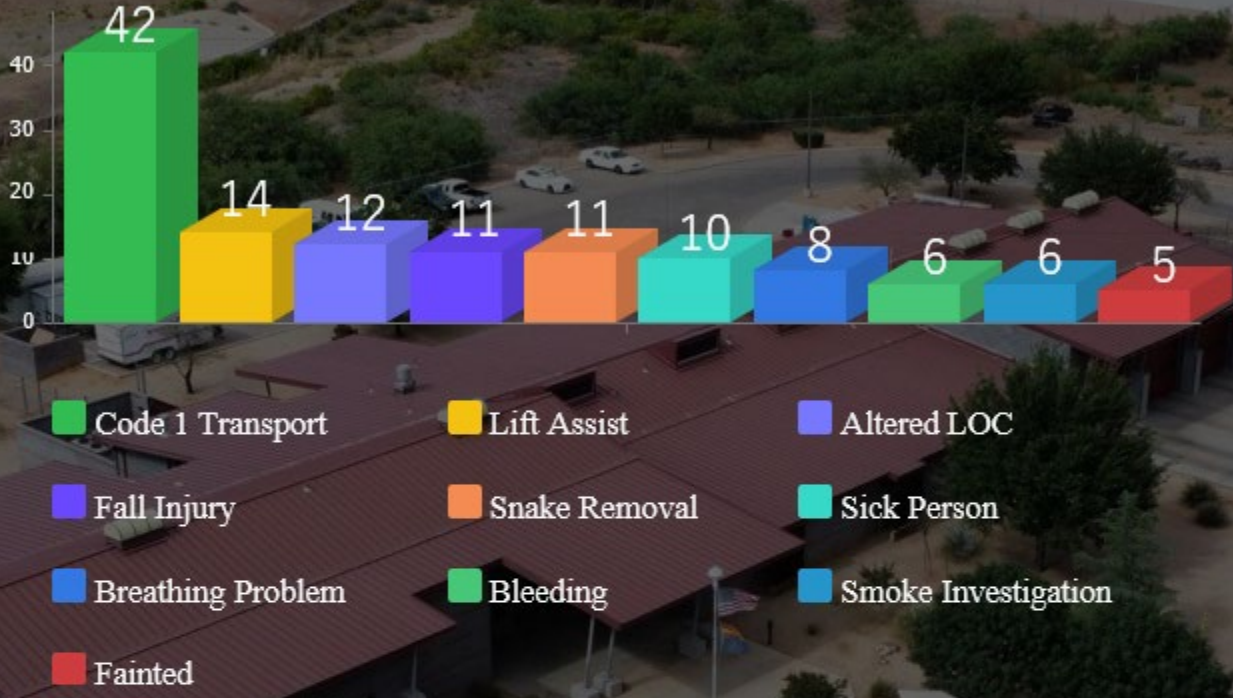 42
40
30
20
10
0
14
12
11
11
10
8
6
6
5
Code 1 Transport
Lift Assist
Altered LOC
Fall Injury
Snake Removal
Sick Person
Breathing Problem
Bleeding
Smoke Investigation
Fainted